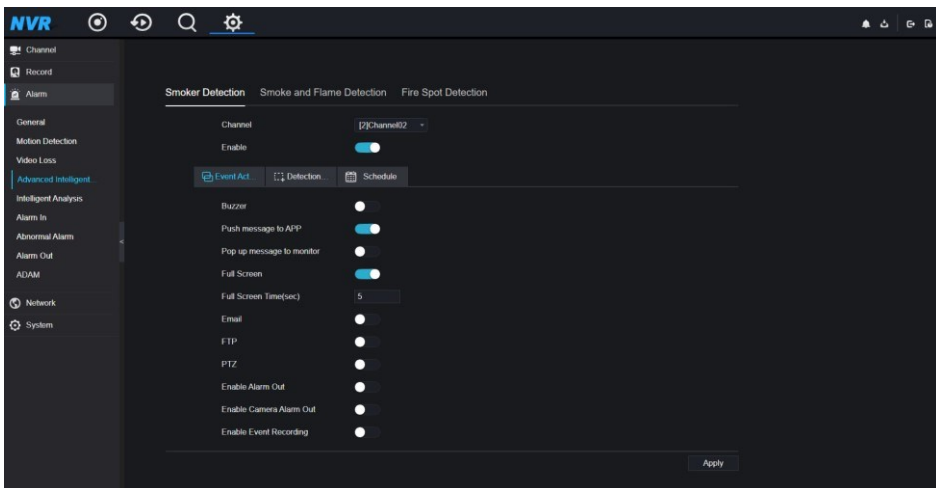 NVR
Channel
Record
Alarm
General
Motion Detection
Video Loss
Advanced Intelligent...
Intelligent Analysis
Alarm In
Abnormal Alarm
Alarm Out
ADAM
Network
System
Smoker Detection Smoke and Flame Detection Fire Spot Detection
Channel [2]Channel02
Enable
Event Act... Detection... Schedule
Buzzer
Push message to APP
Pop up message to monitor
Full Screen
Full Screen Time(sec) 5
Email
FTP
PTZ
Enable Alarm Out
Enable Camera Alarm Out
Enable Event Recording
Apply